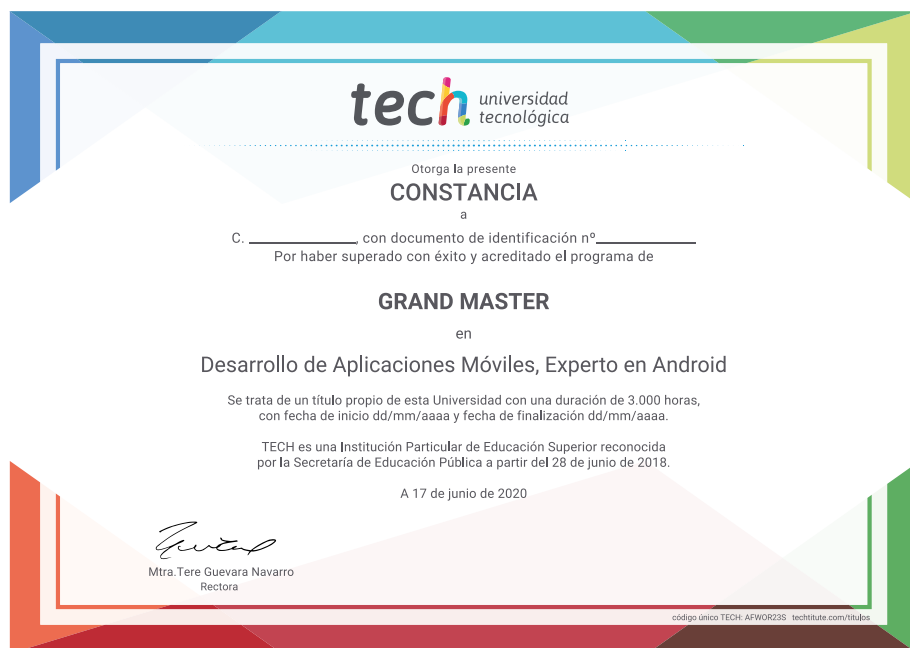 tech universidad
tecnológica
Otorga la presente
CONSTANCIA
a
C. ____________, con documento de identificación nº____________
Por haber superado con éxito y acreditado el programa de
GRAND MASTER
en
Desarrollo de Aplicaciones Móviles, Experto en Android
Se trata de un título propio de esta Universidad con una duración de 3.000 horas,
con fecha de inicio dd/mm/aaaa y fecha de finalización dd/mm/aaaa.
TECH es una Institución Particular de Educación Superior reconocida
por la Secretaría de Educación Pública a partir del 28 de junio de 2018.
A 17 de junio de 2020
Mtra.Tere Guevara Navarro
Rectora
código único TECH: AFWOR23S techtitute.com/titulos